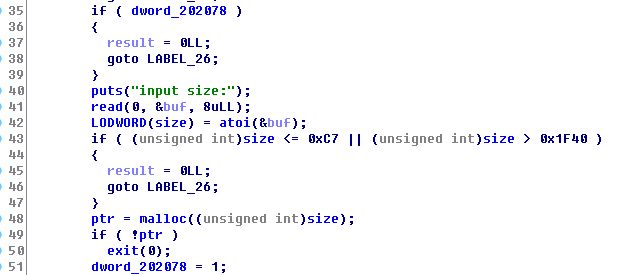 35 if ( dword_202078 )
36 {
37 result = 0LL;
38 goto LABEL_26;
39 }
40 puts("input size:");
41 read(0, &buf, 8uLL);
42 LODWORD(size) = atoi(&buf);
43 if ( (unsigned int)size <= 0xC7 || (unsigned int)size > 0x1F40 )
44 {
45 result = 0LL;
46 goto LABEL_26;
47 }
48 ptr = malloc((unsigned int)size);
49 if ( !ptr )
50 exit(0);
51 dword_202078 = 1;